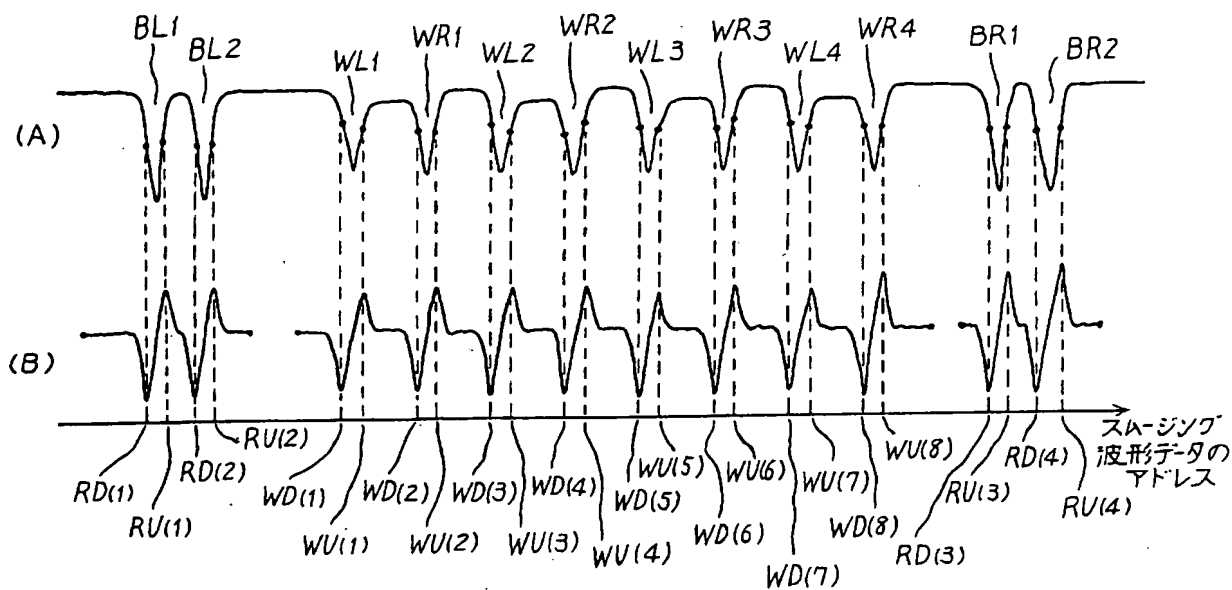 BL1
BL2
WL1
WR1
WL2
WR2
WL3
WR3
WL4
WR4
BR1
BR2
(A)
(B)
RD(1)
RU(1)
RD(2)
RU(2)
WD(1)
WU(1)
WD(2)
WU(2)
WD(3)
WU(3)
WD(4)
WU(4)
WD(5)
WU(5)
WD(6)
WU(6)
WD(7)
WU(7)
WD(8)
WU(8)
RD(3)
RU(3)
RD(4)
RU(4)
スムージング
波形データの
アドレス